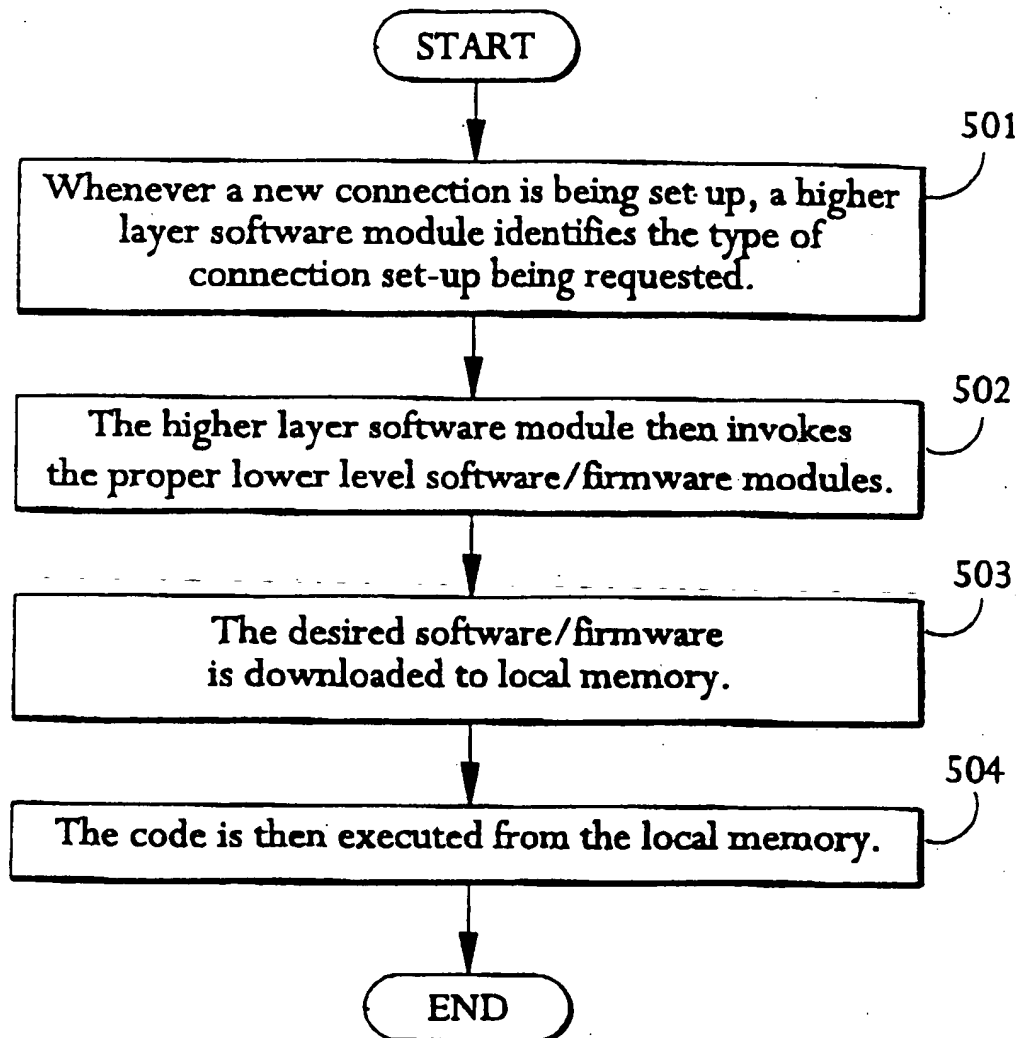 START
501
Whenever a new connection is being set up, a higher
layer software module identifies the type of
connection set-up being requested.
502
The higher layer software module then invokes
the proper lower level software/firmware modules.
503
The desired software/firmware
is downloaded to local memory.
504
The code is then executed from the local memory.
END